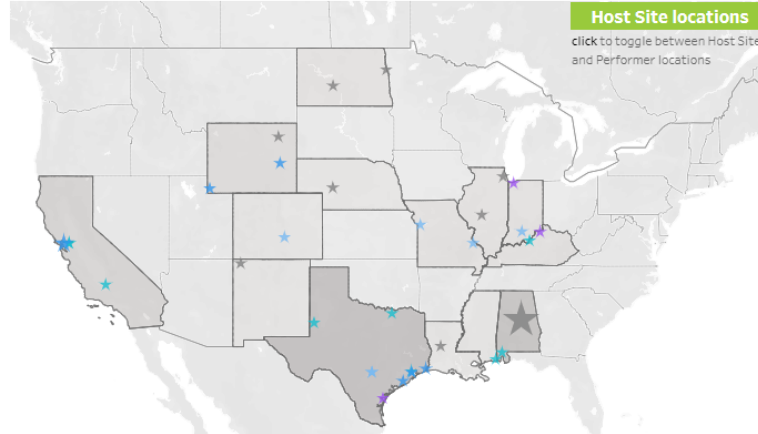 Host Site locations
click to toggle between Host Site
and Performer locations